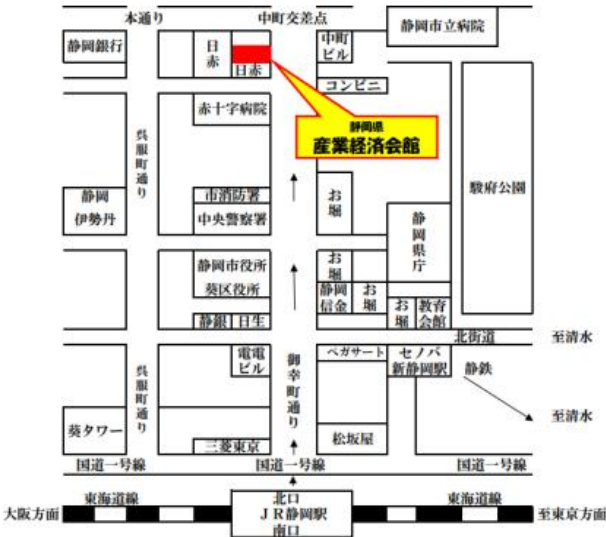 本通り
中町交差点
静岡銀行
日赤
日赤
中町
ビル
静岡市立病院
コンビニ
赤十字病院
静岡県
産業経済会館
呉服町通り
駿府公園
静岡
伊勢丹
市消防署
中央警察署
お堀
静岡県庁
静岡市役所
葵区役所
お堀
静岡
信金
お堀
お堀
教育
会館
静銀
日生
北街道
至清水
電電
ビル
御幸町通り
ペガサート
セノバ
新静岡駅
静鉄
呉服町通り
至清水
葵タワー
三菱東京
松坂屋
国道一号線
国道一号線
国道一号線
東海道線
北口
東海道線
大阪方面
JR静岡駅
至東京方面
南口